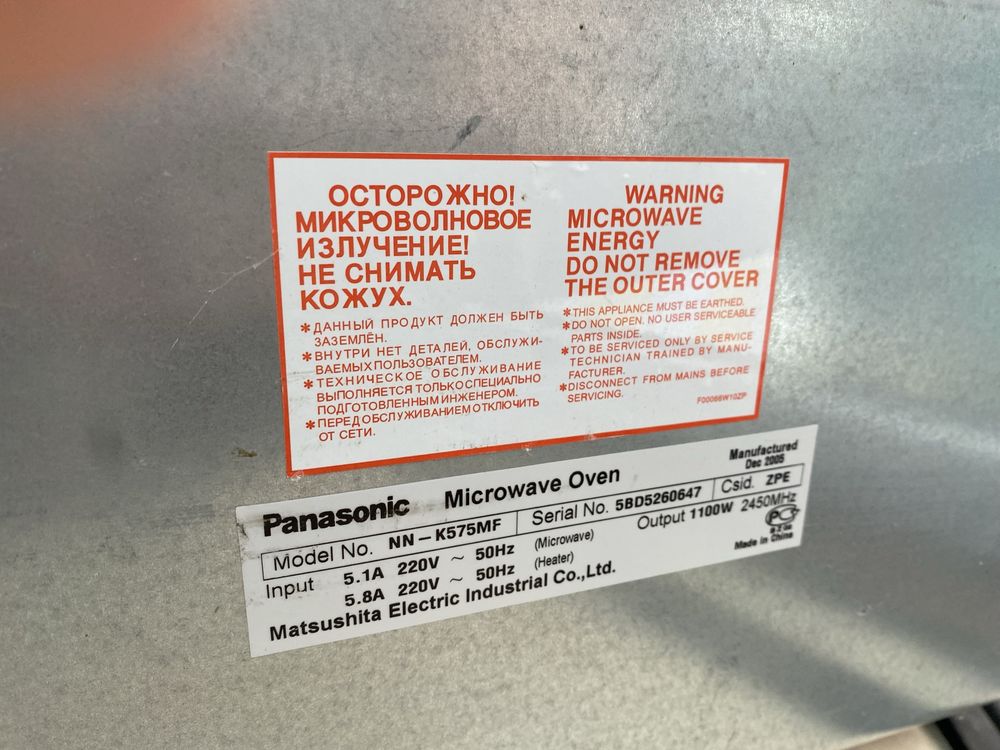 ОСТОРОЖНО!
МИКРОВОЛНОВОЕ
ИЗЛУЧЕНИЕ!
НЕ СНИМАТЬ
КОЖУХ.
*ДАННЫЙ ПРОДУКТ ДОЛЖЕН БЫТЬ
ЗАЗЕМЛЁН.
*ВНУТРИ НЕТ ДЕТАЛЕЙ, ОБСЛУЖИ-
ВАЕМЫХ ПОЛЬЗОВАТЕЛЕМ.
*ТЕХНИЧЕСКОЕ ОБСЛУЖИВАНИЕ
ВЫПОЛНЯЕТСЯ ТОЛЬКО СПЕЦИАЛЬНО
ПОДГОТОВЛЕННЫМ ИНЖЕНЕРОМ.
*ПЕРЕД ОБСЛУЖИВАНИЕМ ОТКЛЮЧИТЬ
ОТ СЕТИ.
WARNING
MICROWAVE
ENERGY
DO NOT REMOVE
THE OUTER COVER
*THIS APPLIANCE MUST BE EARTHED.
*DO NOT OPEN. NO USER SERVICEABLE
PARTS INSIDE.
*TO BE SERVICED ONLY BY SERVICE
TECHNICIAN TRAINED BY MANU-
FACTURER.
*DISCONNECT FROM MAINS BEFORE
SERVICING.
F00066W10ZP
Panasonic Microwave Oven
Manufactured
Dec 2005
Model No. NN-K575MF Serial No. 5BD5260647 Csid. ZPE
Input 5.1A 220V ~ 50Hz (Microwave) Output 1100W 2450MHz
5.8A 220V ~ 50Hz (Heater)
Matsushita Electric Industrial Co.,Ltd.
Made in China